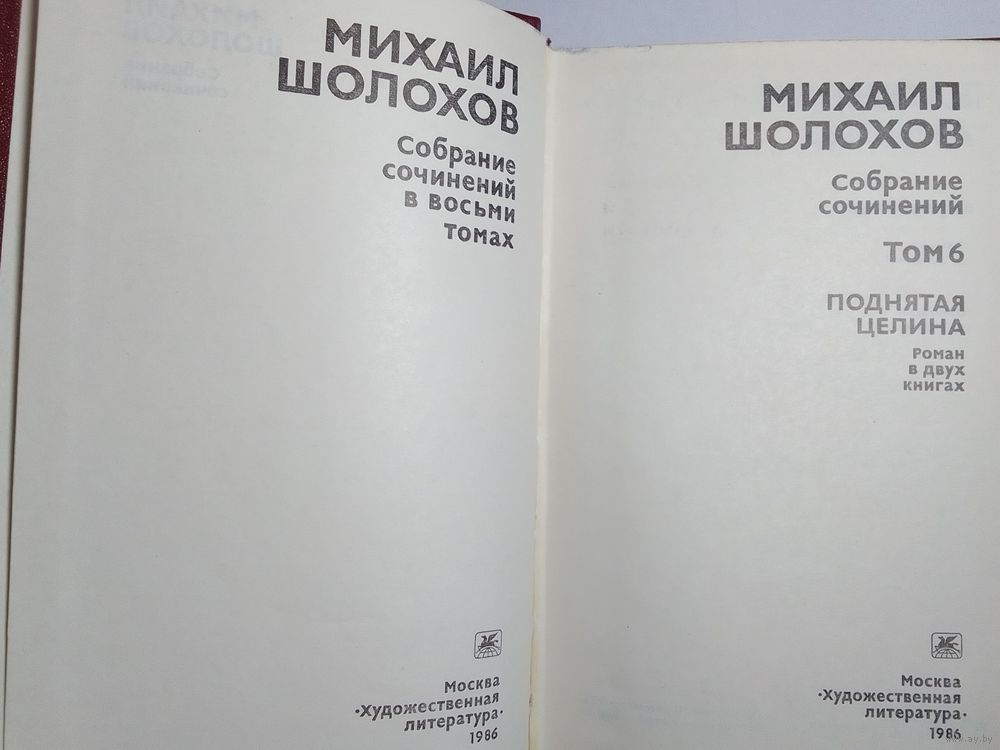 МИХАИЛ
ШОЛОХОВ
Собрание
сочинений
в восьми
томах
Москва
·Художественная
литература·
1986
МИХАИЛ
ШОЛОХОВ
Собрание
сочинений
Том 6
ПОДНЯТАЯ
ЦЕЛИНА
Роман
в двух
книгах
Москва
·Художественная
литература·
1986